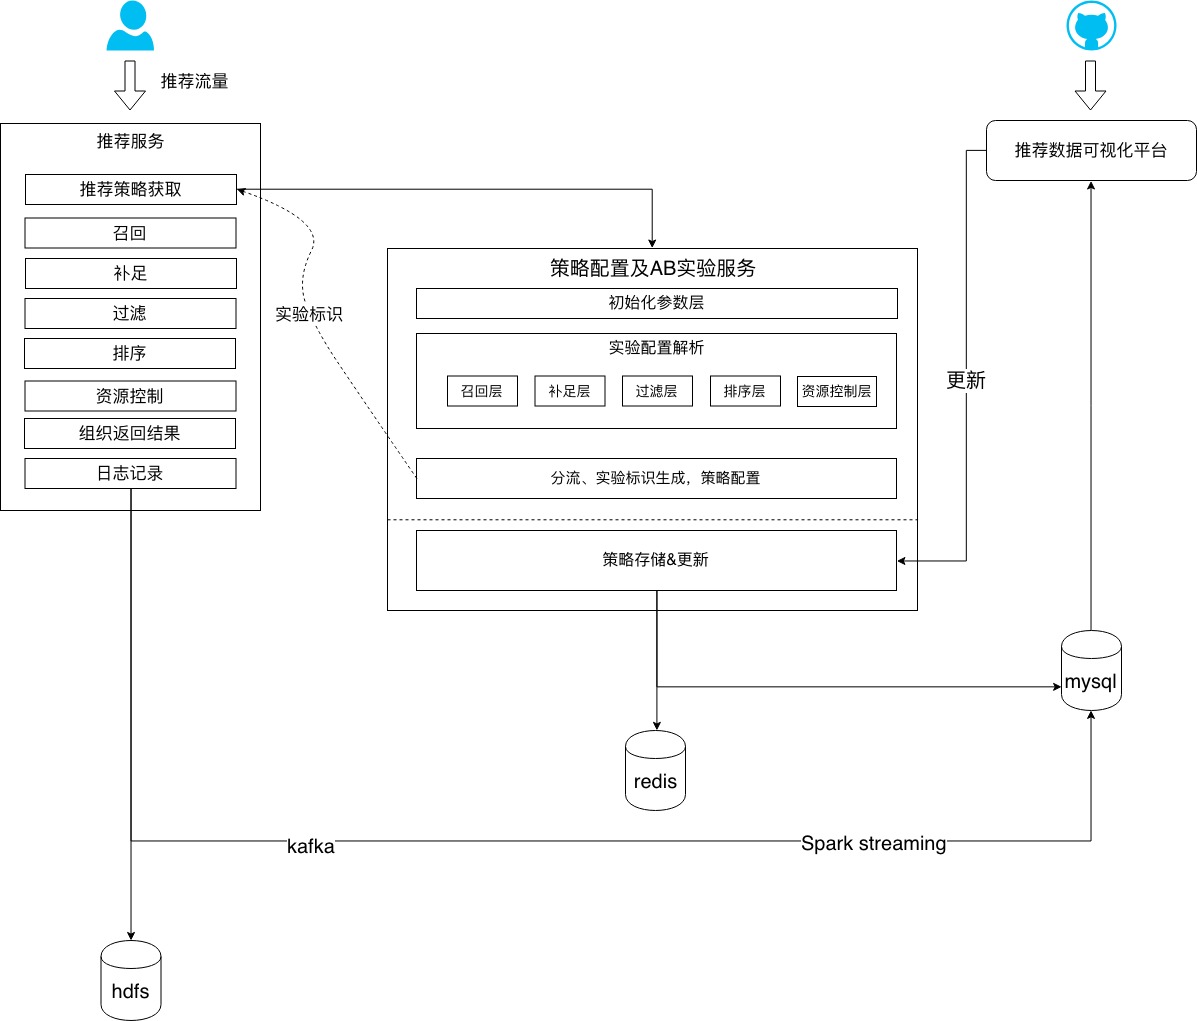 推荐流量
推荐服务
推荐策略获取
召回
补足
过滤
排序
资源控制
组织返回结果
日志记录
实验标识
策略配置及AB实验服务
初始化参数层
实验配置解析
召回层
补足层
过滤层
排序层
资源控制层
分流、实验标识生成，策略配置
策略存储&更新
推荐数据可视化平台
更新
mysql
redis
kafka
Spark streaming
hdfs